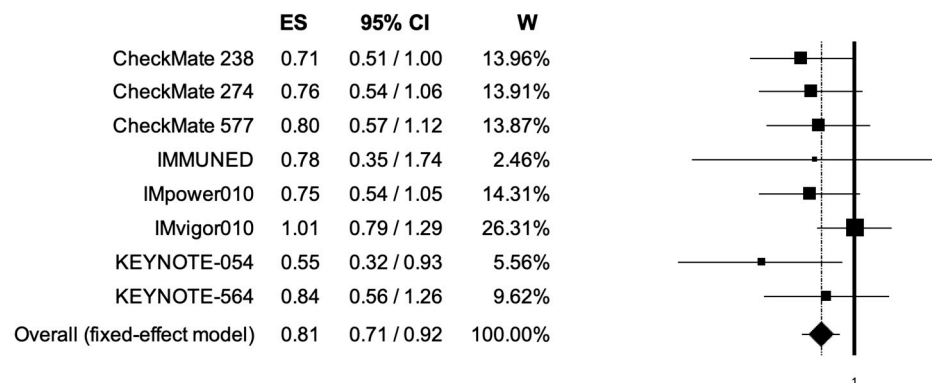 ES 95% CI W
CheckMate 238 0.71 0.51 / 1.00 13.96%
CheckMate 274 0.76 0.54 / 1.06 13.91%
CheckMate 577 0.80 0.57 / 1.12 13.87%
IMMUNED 0.78 0.35 / 1.74 2.46%
IMpower010 0.75 0.54 / 1.05 14.31%
IMvigor010 1.01 0.79 / 1.29 26.31%
KEYNOTE-054 0.55 0.32 / 0.93 5.56%
KEYNOTE-564 0.84 0.56 / 1.26 9.62%
Overall (fixed-effect model) 0.81 0.71 / 0.92 100.00%
1